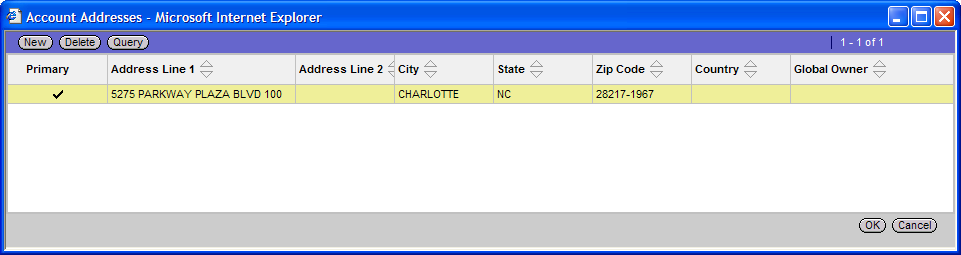 Account Addresses - Microsoft Internet Explorer
New Delete Query 1 - 1 of 1
Primary Address Line 1 Address Line 2 City State Zip Code Country Global Owner
5275 PARKWAY PLAZA BLVD 100 CHARLOTTE NC 28217-1967
OK Cancel